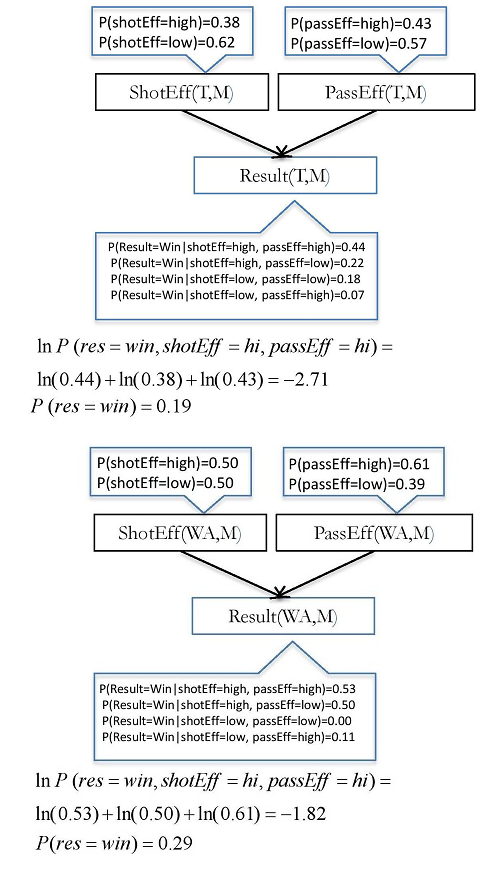 P(shotEff=high)=0.38
P(shotEff=low)=0.62
P(passEff=high)=0.43
P(passEff=low)=0.57
ShotEff(T,M)
PassEff(T,M)
Result(T,M)
P(Result=Win|shotEff=high, passEff=high)=0.44
P(Result=Win|shotEff=high, passEff=low)=0.22
P(Result=Win|shotEff=low, passEff=low)=0.18
P(Result=Win|shotEff=low, passEff=high)=0.07
ln P (res = win, shotEff = hi, passEff = hi) =
ln(0.44)+ln(0.38)+ln(0.43) = −2.71
P (res = win) = 0.19
P(shotEff=high)=0.50
P(shotEff=low)=0.50
P(passEff=high)=0.61
P(passEff=low)=0.39
ShotEff(WA,M)
PassEff(WA,M)
Result(WA,M)
P(Result=Win|shotEff=high, passEff=high)=0.53
P(Result=Win|shotEff=high, passEff=low)=0.50
P(Result=Win|shotEff=low, passEff=low)=0.00
P(Result=Win|shotEff=low, passEff=high)=0.11
ln P (res = win, shotEff = hi, passEff = hi) =
ln(0.53)+ln(0.50)+ln(0.61) = −1.82
P(res = win) = 0.29